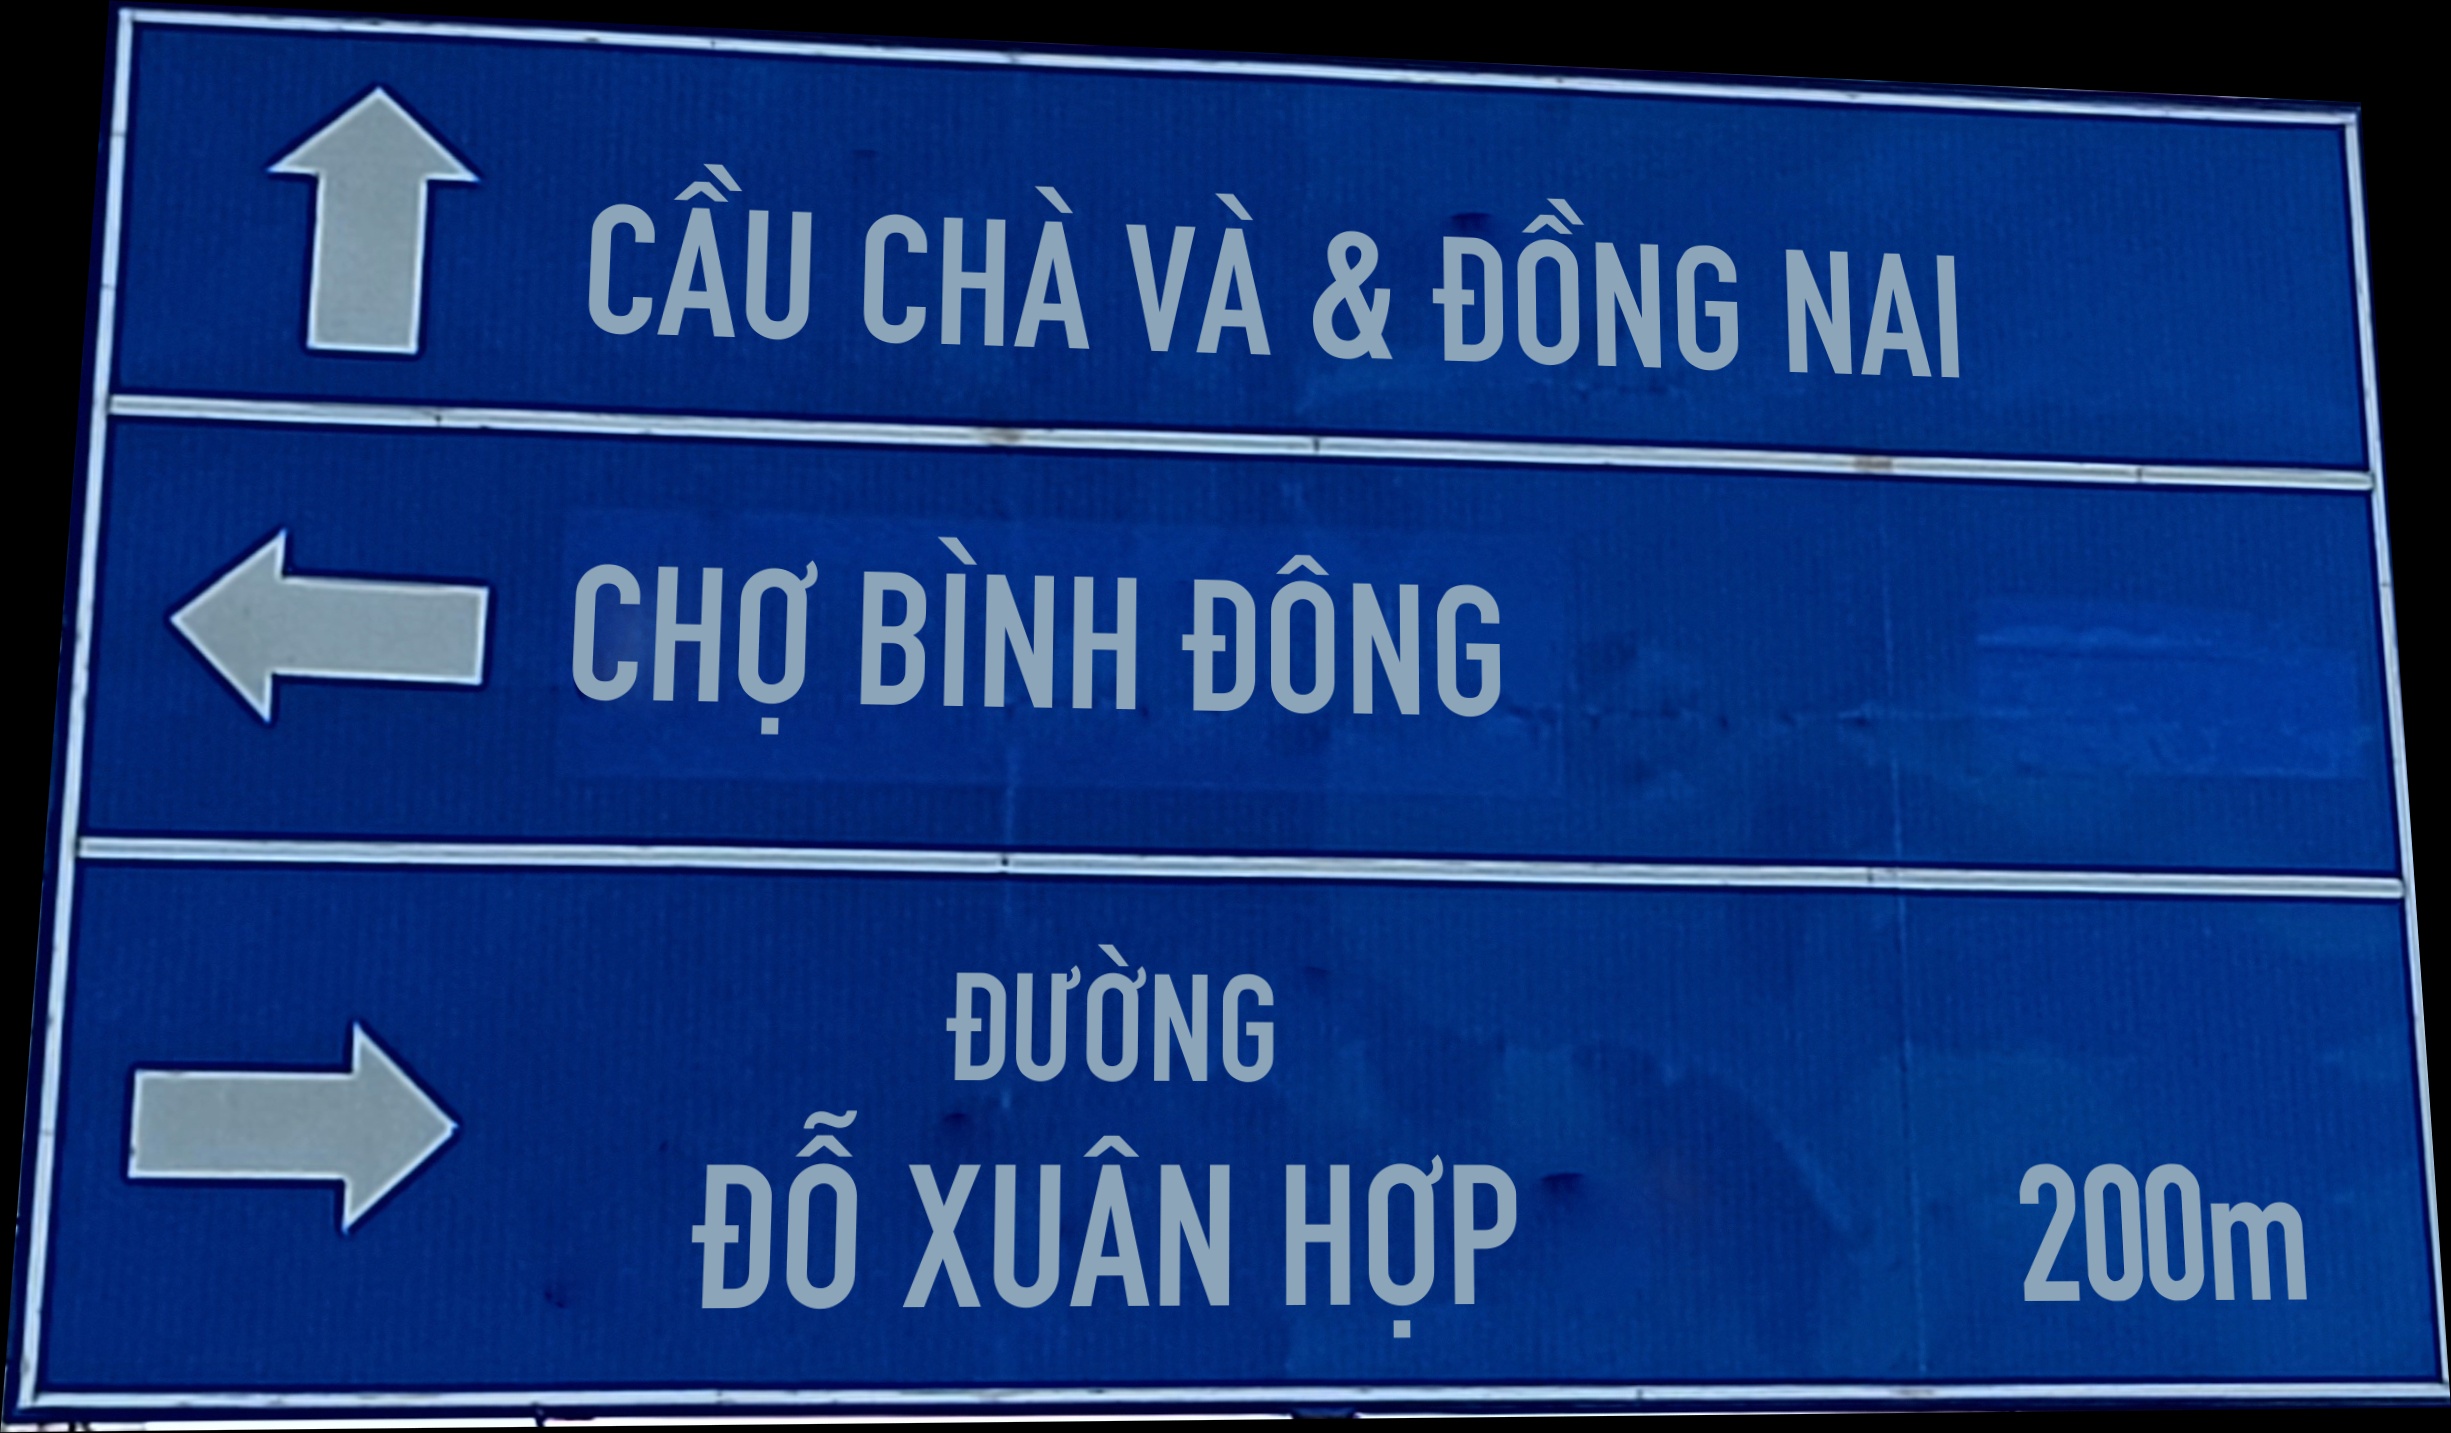 CẦU CHÀ VÀ & ĐỒNG NAI
CHỢ BÌNH ĐÔNG
ĐƯỜNG
ĐỖ XUÂN HỢP
200m